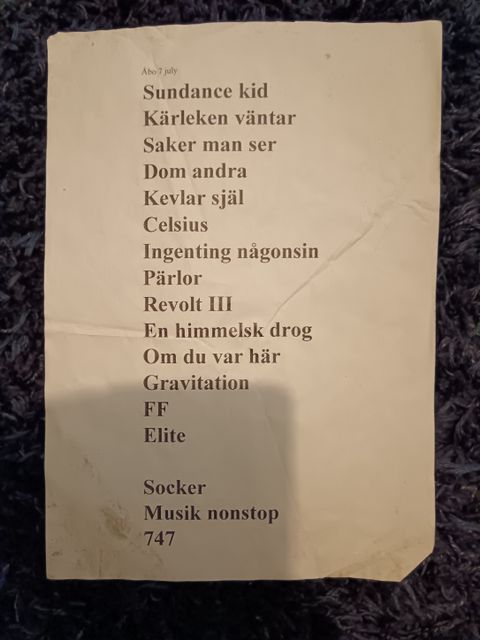 Åbo 7 july
Sundance kid
Kärleken väntar
Saker man ser
Dom andra
Kevlar själ
Celsius
Ingenting någonsin
Pärlor
Revolt III
En himmelsk drog
Om du var här
Gravitation
FF
Elite
Socker
Musik nonstop
747